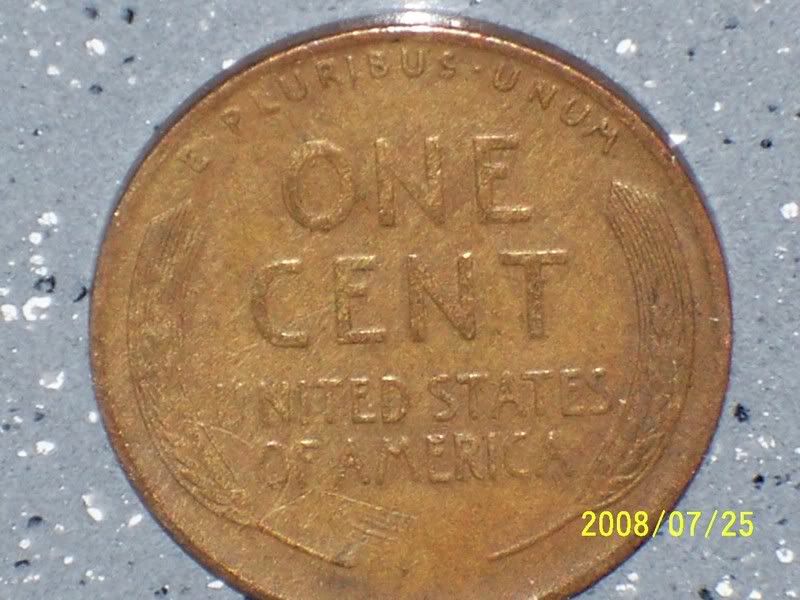 E PLURIBUS · UNUM
ONE
CENT
UNITED STATES
OF AMERICA
2008/07/25